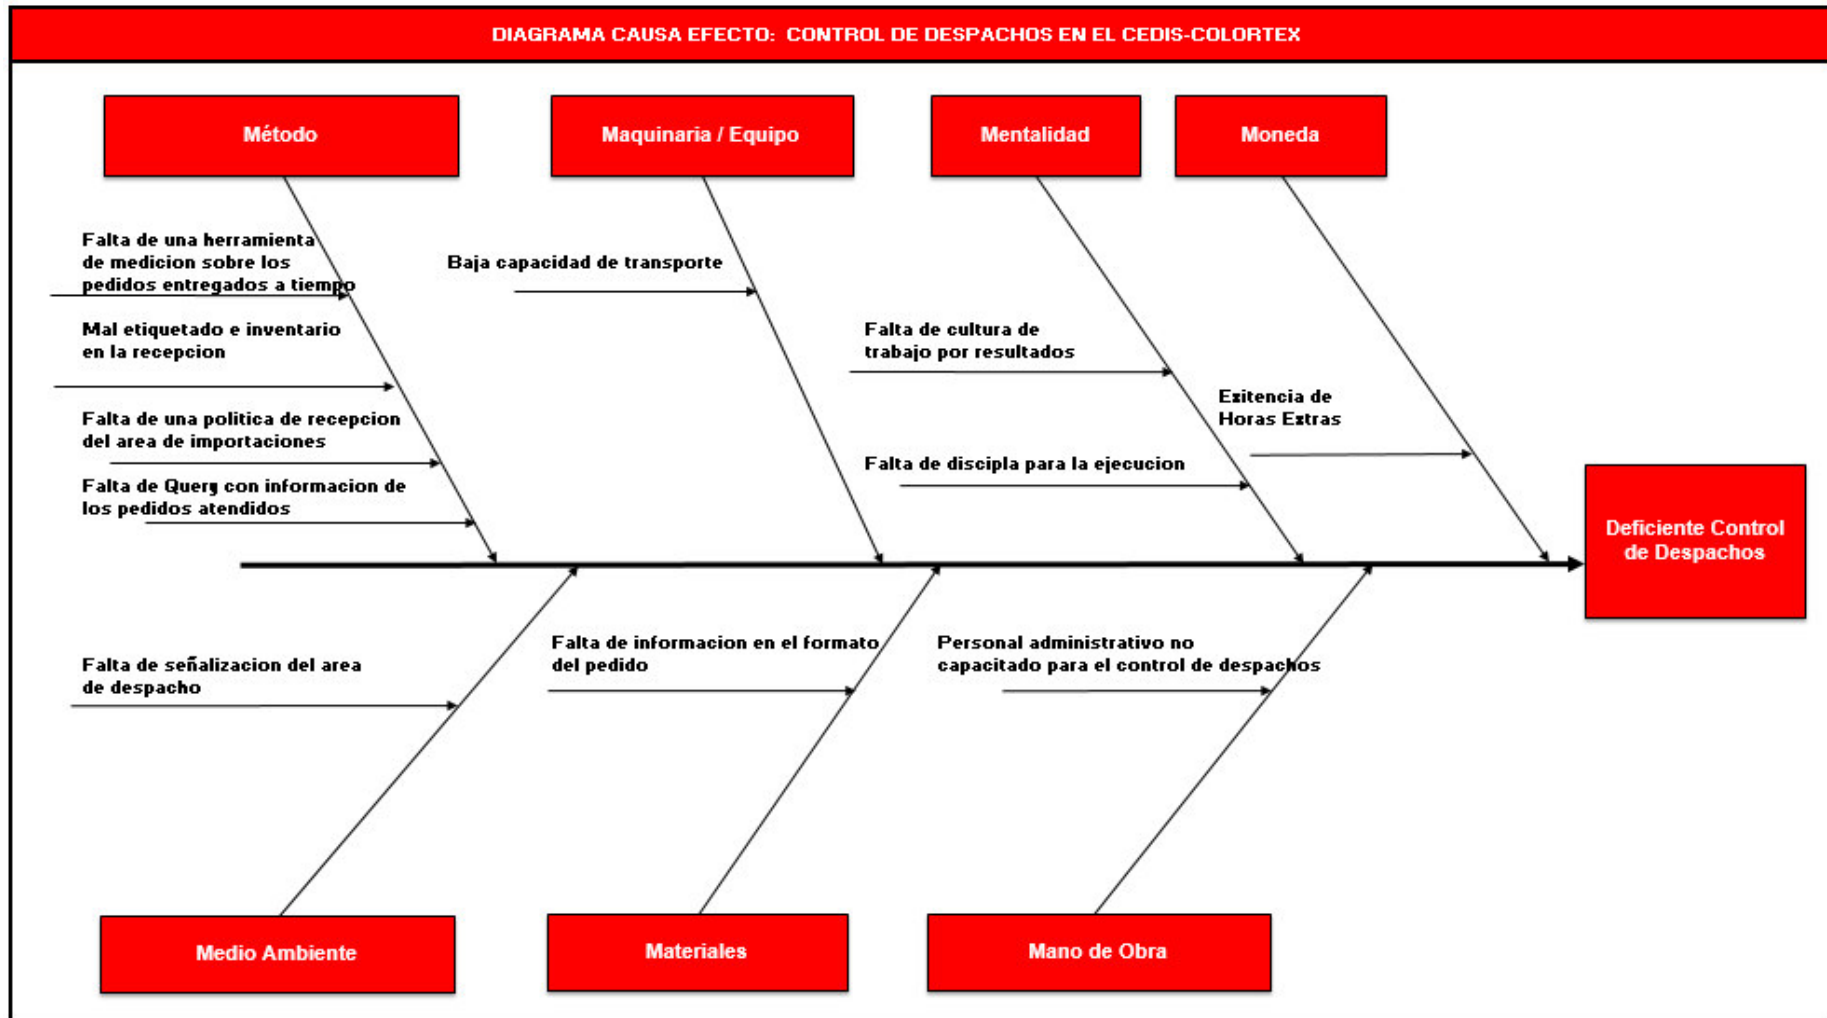 DIAGRAMA CAUSA EFECTO: CONTROL DE DESPACHOS EN EL CEDIS-COLORTEX
Método
Maquinaria / Equipo
Mentalidad
Moneda
Falta de una herramienta
de medicion sobre los
pedidos entregados a tiempo
Mal etiquetado e inventario
en la recepcion
Falta de una politica de recepcion
del area de importaciones
Falta de Query con informacion de
los pedidos atendidos
Baja capacidad de transporte
Falta de cultura de
trabajo por resultados
Falta de discipla para la ejecucion
Exitencia de
Horas Extras
Deficiente Control
de Despachos
Falta de señalizacion del area
de despacho
Falta de informacion en el formato
del pedido
Personal administrativo no
capacitado para el control de despachos
Medio Ambiente
Materiales
Mano de Obra